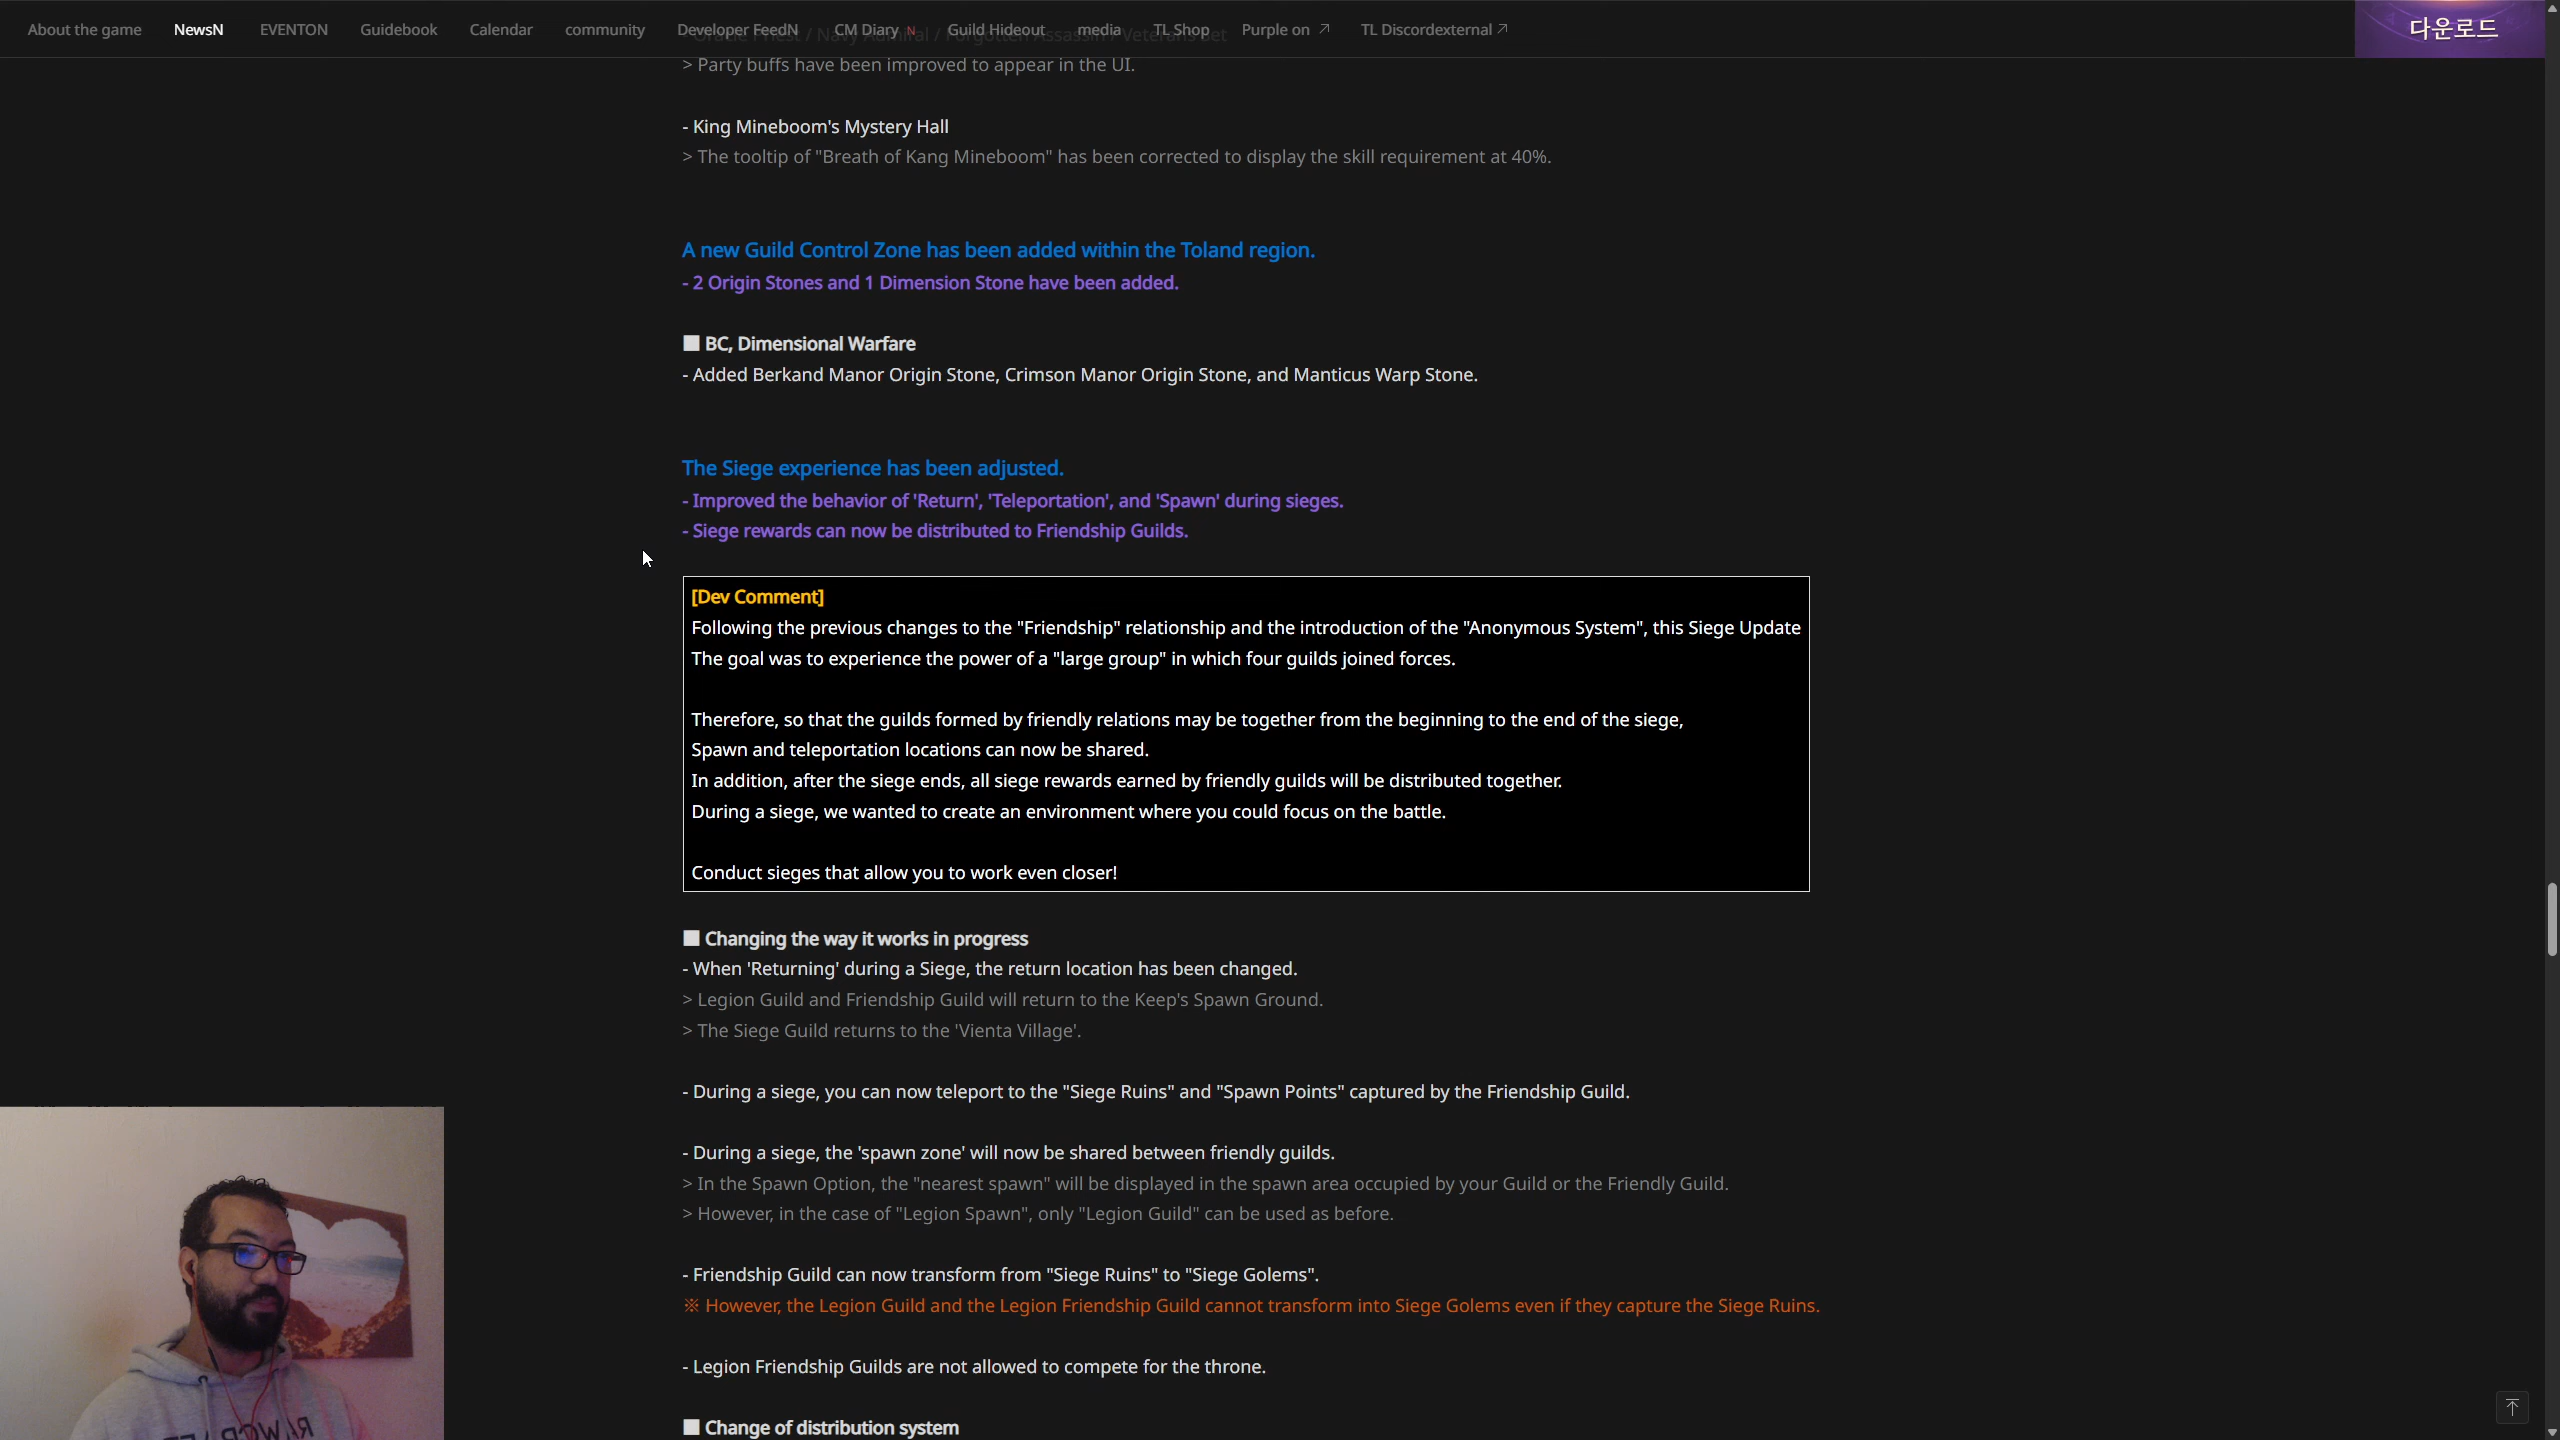 About the game NewsN EVENTON Guidebook Calendar community Developer FeedN CM Diary N Guild Hideout media TL Shop Purple on TL Discordexternal 다운로드
> Party buffs have been improved to appear in the UI.
- King Mineboom's Mystery Hall
> The tooltip of "Breath of Kang Mineboom" has been corrected to display the skill requirement at 40%.
A new Guild Control Zone has been added within the Toland region.
- 2 Origin Stones and 1 Dimension Stone have been added.
■ BC, Dimensional Warfare
- Added Berkand Manor Origin Stone, Crimson Manor Origin Stone, and Manticus Warp Stone.
The Siege experience has been adjusted.
- Improved the behavior of 'Return', 'Teleportation', and 'Spawn' during sieges.
- Siege rewards can now be distributed to Friendship Guilds.
[Dev Comment]
Following the previous changes to the "Friendship" relationship and the introduction of the "Anonymous System", this Siege Update
The goal was to experience the power of a "large group" in which four guilds joined forces.
Therefore, so that the guilds formed by friendly relations may be together from the beginning to the end of the siege,
Spawn and teleportation locations can now be shared.
In addition, after the siege ends, all siege rewards earned by friendly guilds will be distributed together.
During a siege, we wanted to create an environment where you could focus on the battle.
Conduct sieges that allow you to work even closer!
■ Changing the way it works in progress
- When 'Returning' during a Siege, the return location has been changed.
> Legion Guild and Friendship Guild will return to the Keep's Spawn Ground.
> The Siege Guild returns to the 'Vienta Village'.
- During a siege, you can now teleport to the "Siege Ruins" and "Spawn Points" captured by the Friendship Guild.
- During a siege, the 'spawn zone' will now be shared between friendly guilds.
> In the Spawn Option, the "nearest spawn" will be displayed in the spawn area occupied by your Guild or the Friendly Guild.
> However, in the case of "Legion Spawn", only "Legion Guild" can be used as before.
- Friendship Guild can now transform from "Siege Ruins" to "Siege Golems".
※ However, the Legion Guild and the Legion Friendship Guild cannot transform into Siege Golems even if they capture the Siege Ruins.
- Legion Friendship Guilds are not allowed to compete for the throne.
■ Change of distribution system